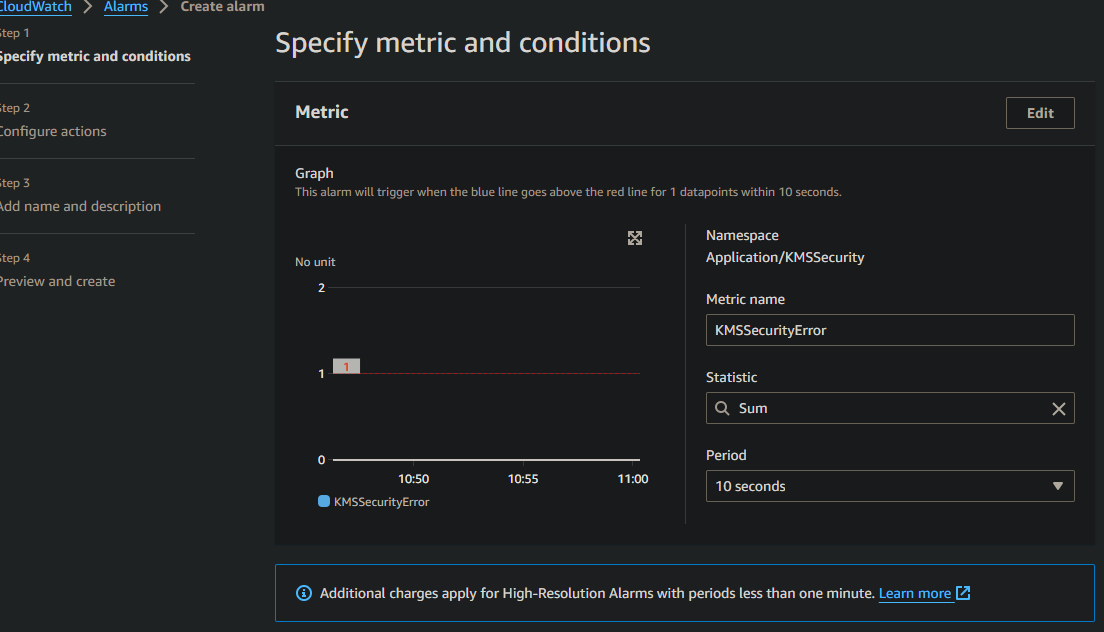 CloudWatch > Alarms > Create alarm
Step 1
Specify metric and conditions
Step 2
Configure actions
Step 3
Add name and description
Step 4
Preview and create
Specify metric and conditions
Metric
Edit
Graph
This alarm will trigger when the blue line goes above the red line for 1 datapoints within 10 seconds.
No unit
2
1
1
0
10:50 10:55 11:00
KMSSecurityError
Namespace
Application/KMSSecurity
Metric name
KMSSecurityError
Statistic
Sum
Period
10 seconds
Additional charges apply for High-Resolution Alarms with periods less than one minute. Learn more